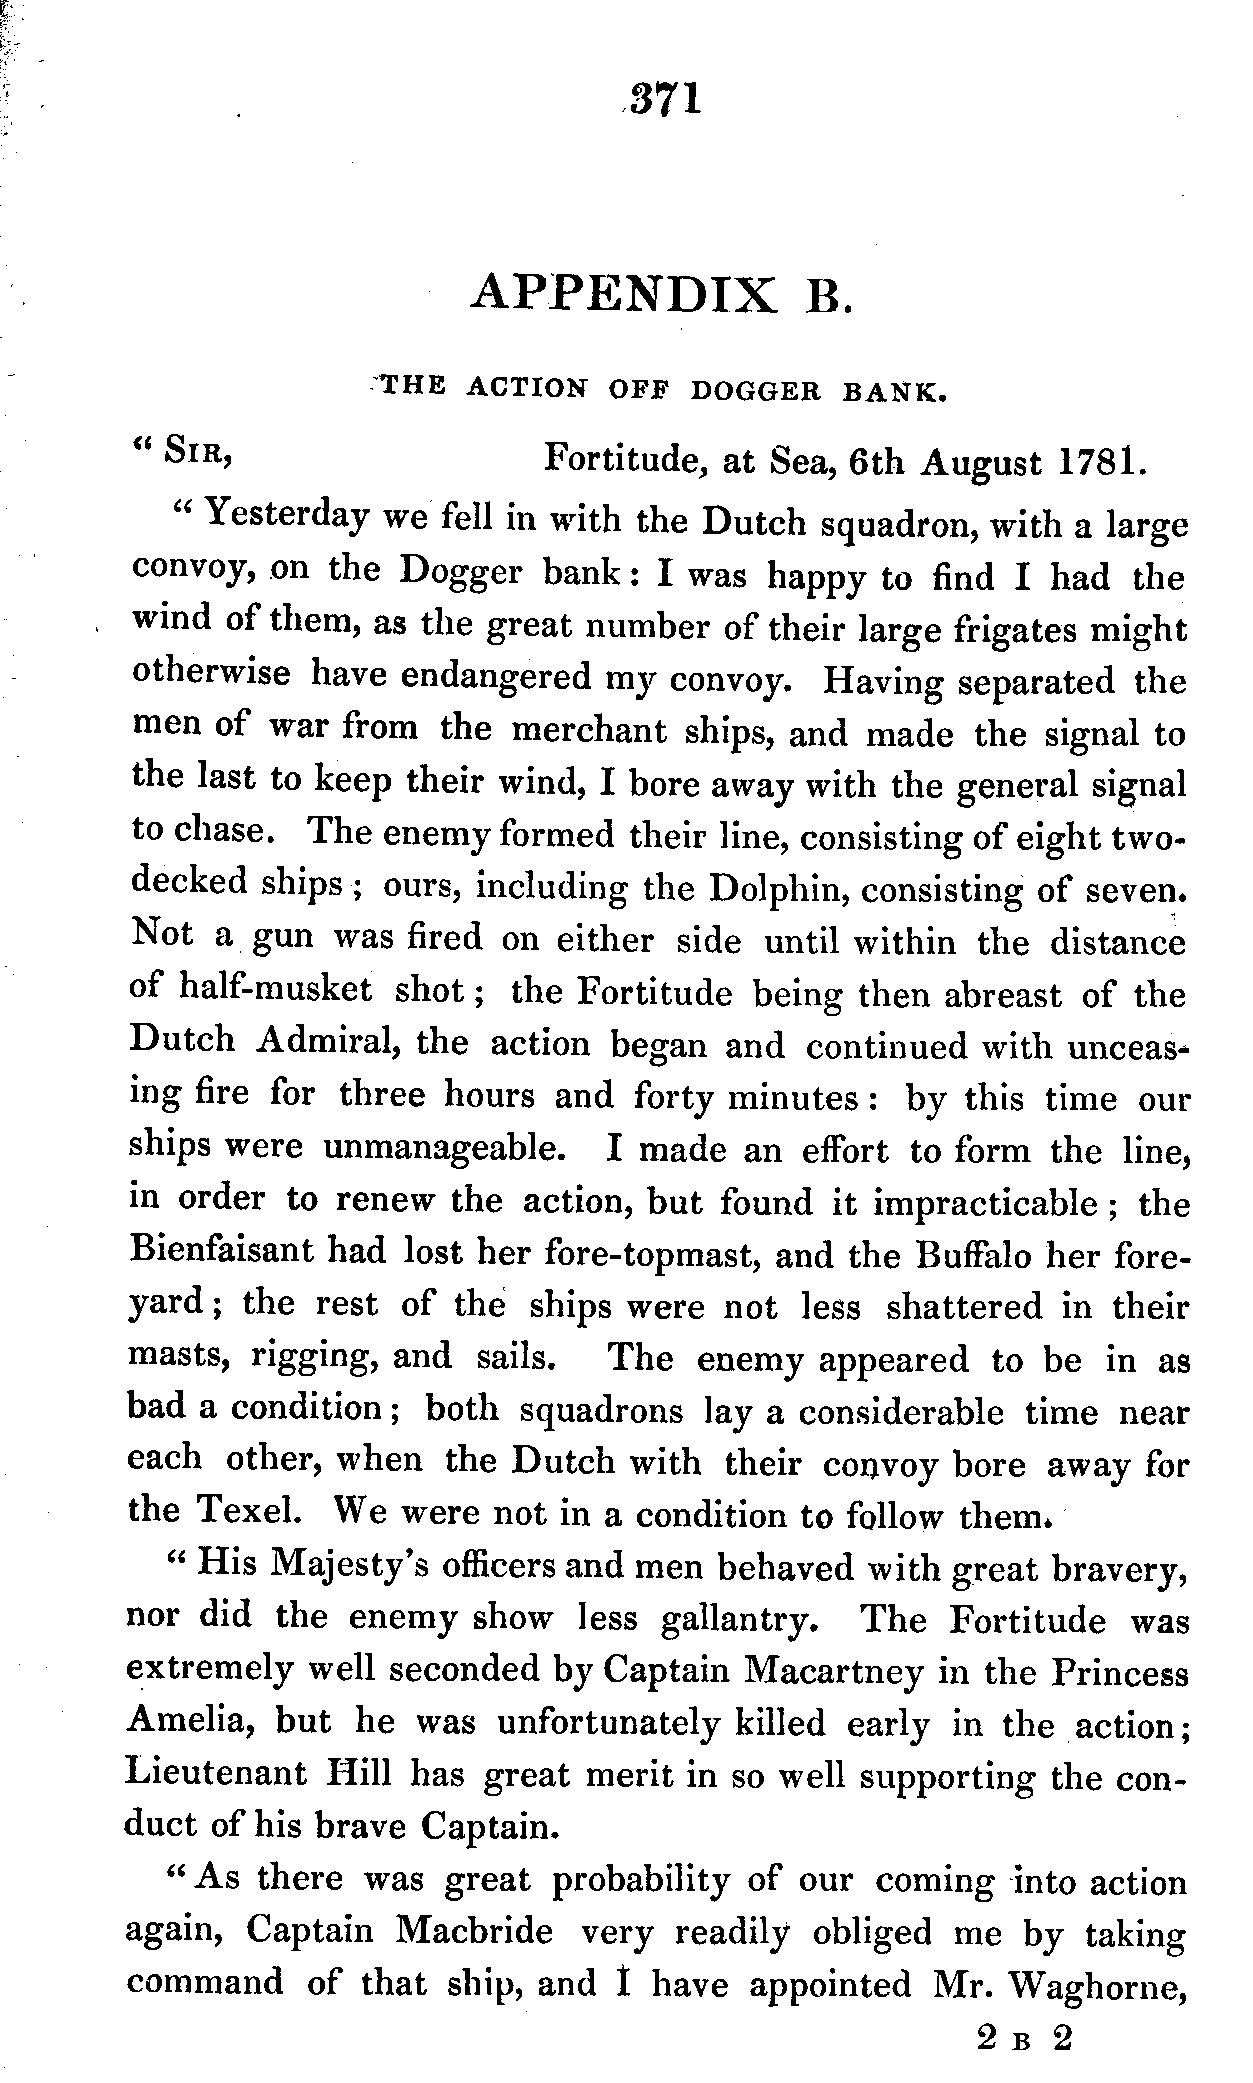 371
APPENDIX B.
THE ACTION OFF DOGGER BANK.
“ SIR, Fortitude, at Sea, 6th August 1781.
“ Yesterday we fell in with the Dutch squadron, with a large
convoy, on the Dogger bank : I was happy to find I had the
wind of them, as the great number of their large frigates might
otherwise have endangered my convoy. Having separated the
men of war from the merchant ships, and made the signal to
the last to keep their wind, I bore away with the general signal
to chase. The enemy formed their line, consisting of eight two-
decked ships ; ours, including the Dolphin, consisting of seven.
Not a gun was fired on either side until within the distance
of half-musket shot ; the Fortitude being then abreast of the
Dutch Admiral, the action began and continued with unceas-
ing fire for three hours and forty minutes : by this time our
ships were unmanageable. I made an effort to form the line,
in order to renew the action, but found it impracticable ; the
Bienfaisant had lost her fore-topmast, and the Buffalo her fore-
yard ; the rest of the ships were not less shattered in their
masts, rigging, and sails. The enemy appeared to be in as
bad a condition ; both squadrons lay a considerable time near
each other, when the Dutch with their convoy bore away for
the Texel. We were not in a condition to follow them.
“ His Majesty's officers and men behaved with great bravery,
nor did the enemy show less gallantry. The Fortitude was
extremely well seconded by Captain Macartney in the Princess
Amelia, but he was unfortunately killed early in the action ;
Lieutenant Hill has great merit in so well supporting the con-
duct of his brave Captain.
“ As there was great probability of our coming into action
again, Captain Macbride very readily obliged me by taking
command of that ship, and I have appointed Mr. Waghorne,
2 B 2